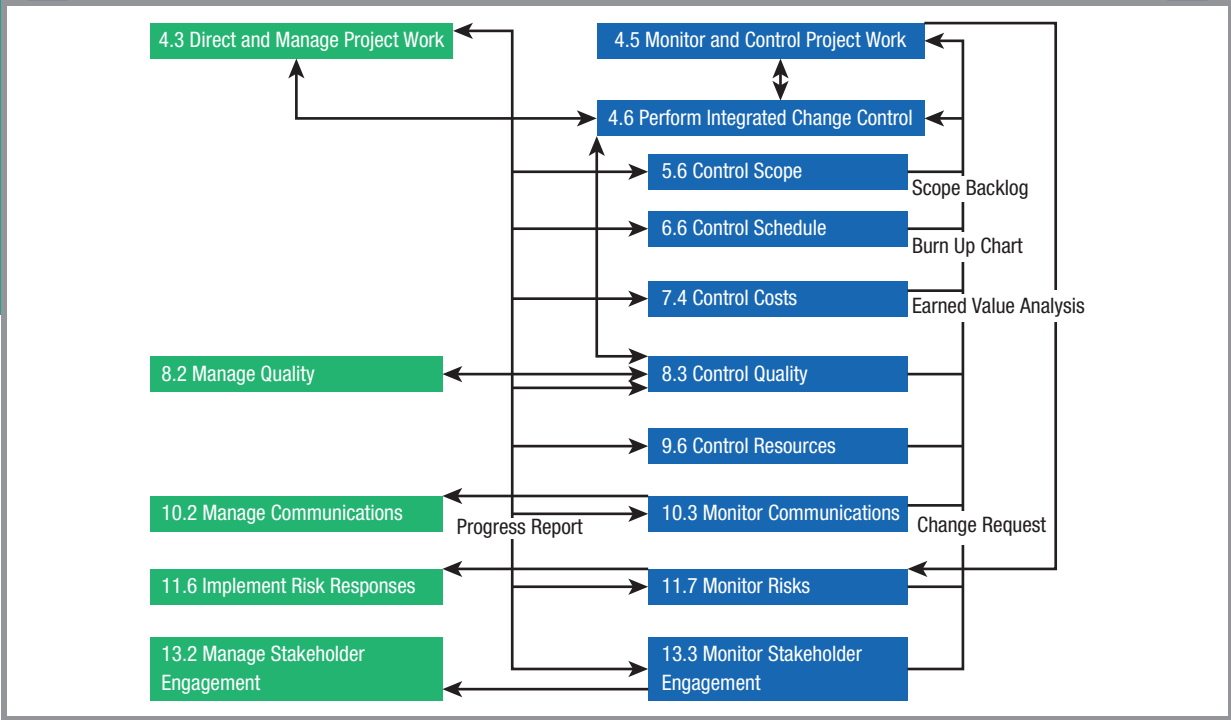 4.3 Direct and Manage Project Work
4.5 Monitor and Control Project Work
4.6 Perform Integrated Change Control
5.6 Control Scope
Scope Backlog
6.6 Control Schedule
Burn Up Chart
7.4 Control Costs
Earned Value Analysis
8.2 Manage Quality
8.3 Control Quality
9.6 Control Resources
10.2 Manage Communications
10.3 Monitor Communications
Progress Report
Change Request
11.6 Implement Risk Responses
11.7 Monitor Risks
13.2 Manage Stakeholder
Engagement
13.3 Monitor Stakeholder
Engagement